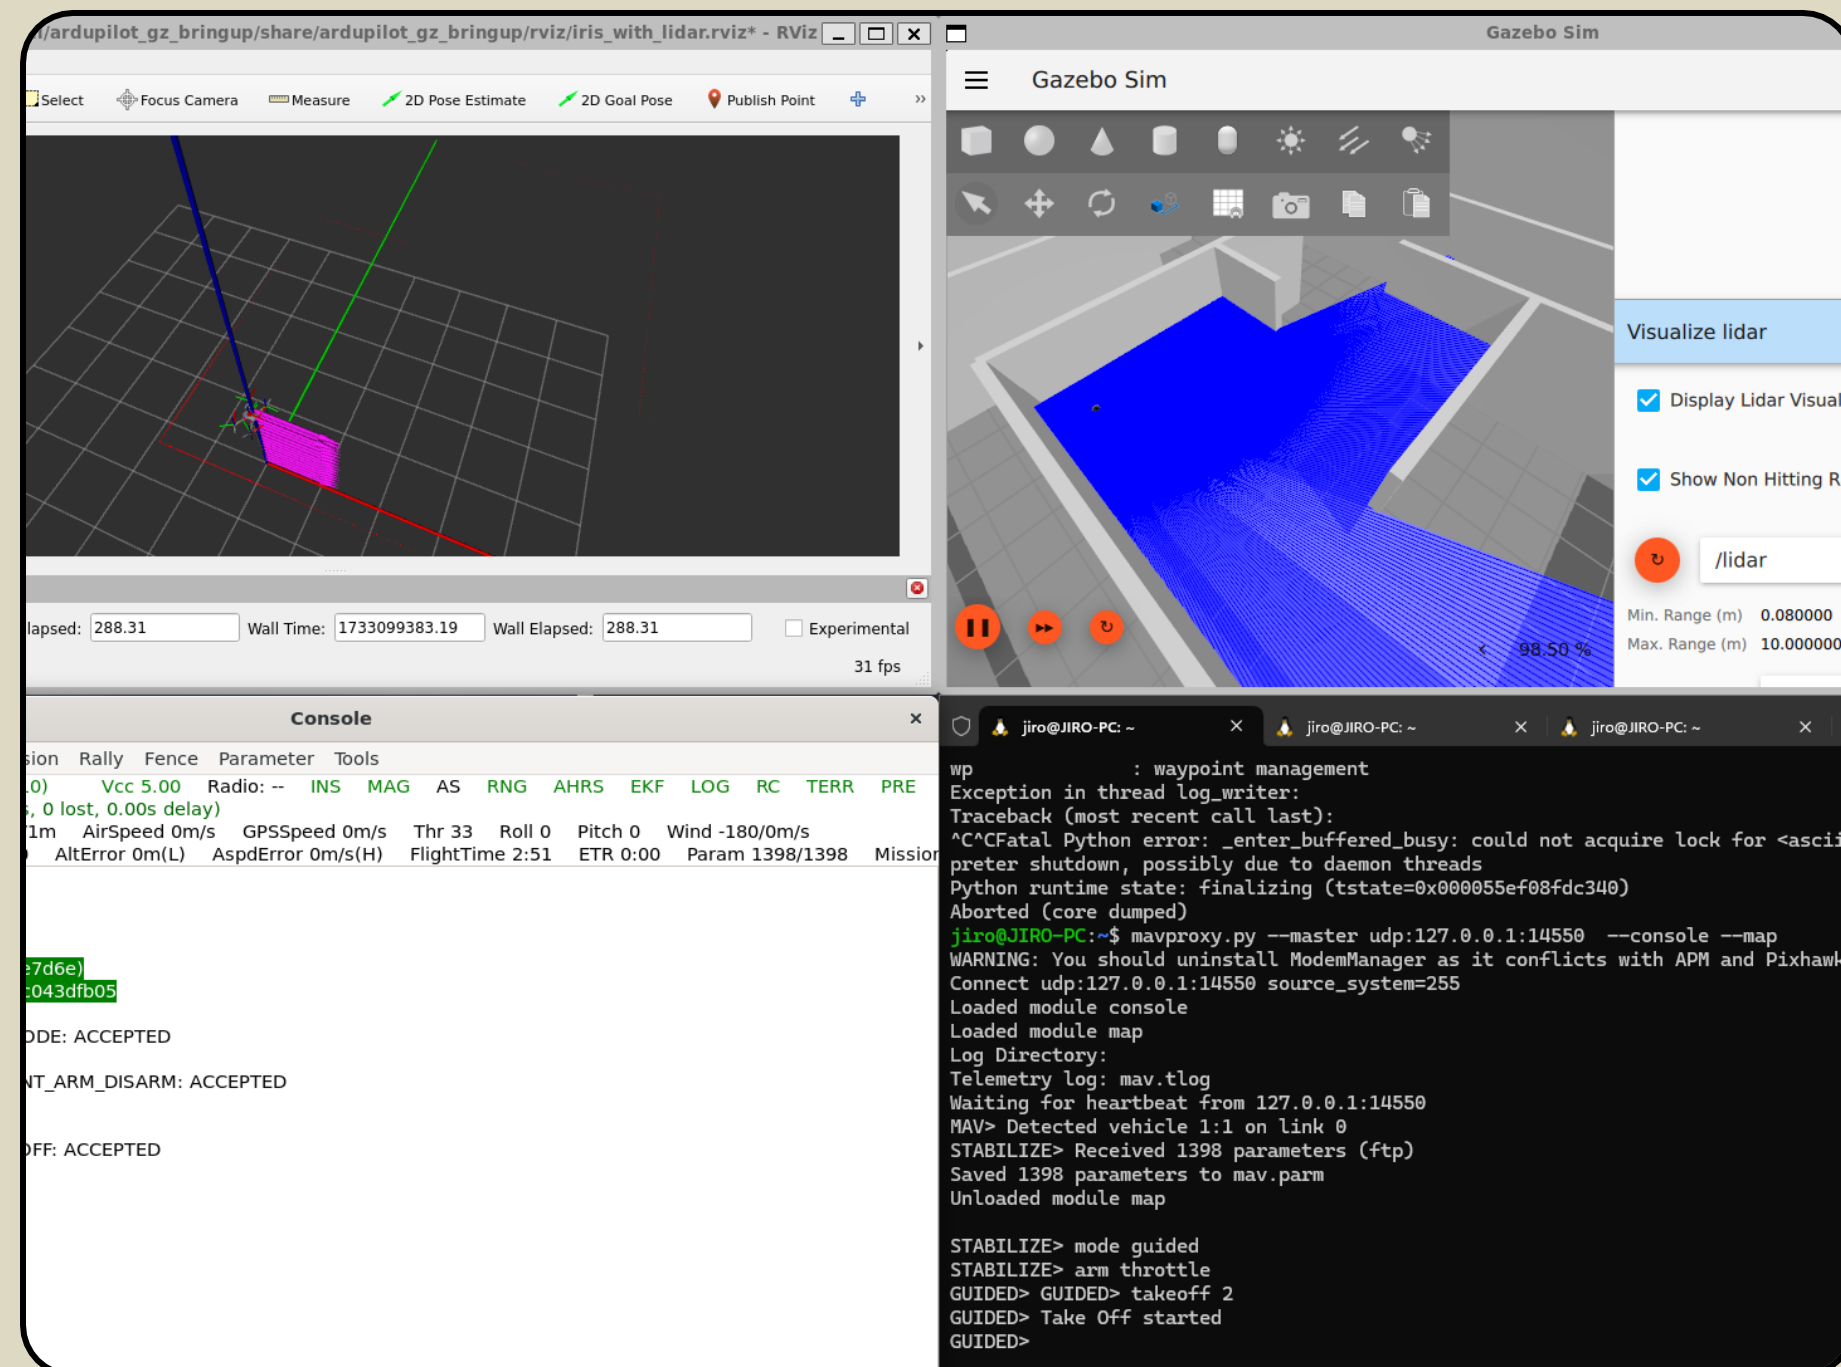 /ardupilot_gz_bringup/share/ardupilot_gz_bringup/rviz/iris_with_lidar.rviz* - RViz
Select Focus Camera Measure 2D Pose Estimate 2D Goal Pose Publish Point »
lapsed: 288.31 Wall Time: 1733099383.19 Wall Elapsed: 288.31 Experimental
31 fps
Gazebo Sim
Gazebo Sim
Visualize lidar
Display Lidar Visual
Show Non Hitting R
/lidar
Min. Range (m) 0.080000
Max. Range (m) 10.000000
< 98.50 %
Console
sion Rally Fence Parameter Tools
.0) Vcc 5.00 Radio: -- INS MAG AS RNG AHRS EKF LOG RC TERR PRE
, 0 lost, 0.00s delay)
/1m AirSpeed 0m/s GPSSpeed 0m/s Thr 33 Roll 0 Pitch 0 Wind -180/0m/s
AltError 0m(L) AspdError 0m/s(H) FlightTime 2:51 ETR 0:00 Param 1398/1398 Mission
e7d6e)
c043dfb05
ODE: ACCEPTED
NT_ARM_DISARM: ACCEPTED
OFF: ACCEPTED
jiro@JIRO-PC: ~ jiro@JIRO-PC: ~ jiro@JIRO-PC: ~
wp : waypoint management
Exception in thread log_writer:
Traceback (most recent call last):
^C^CFatal Python error: _enter_buffered_busy: could not acquire lock for <ascii
preter shutdown, possibly due to daemon threads
Python runtime state: finalizing (tstate=0x000055ef08fdc340)
Aborted (core dumped)
jiro@JIRO-PC:~$ mavproxy.py --master udp:127.0.0.1:14550 --console --map
WARNING: You should uninstall ModemManager as it conflicts with APM and Pixhawk
Connect udp:127.0.0.1:14550 source_system=255
Loaded module console
Loaded module map
Log Directory:
Telemetry log: mav.tlog
Waiting for heartbeat from 127.0.0.1:14550
MAV> Detected vehicle 1:1 on link 0
STABILIZE> Received 1398 parameters (ftp)
Saved 1398 parameters to mav.parm
Unloaded module map
STABILIZE> mode guided
STABILIZE> arm throttle
GUIDED> GUIDED> takeoff 2
GUIDED> Take Off started
GUIDED>